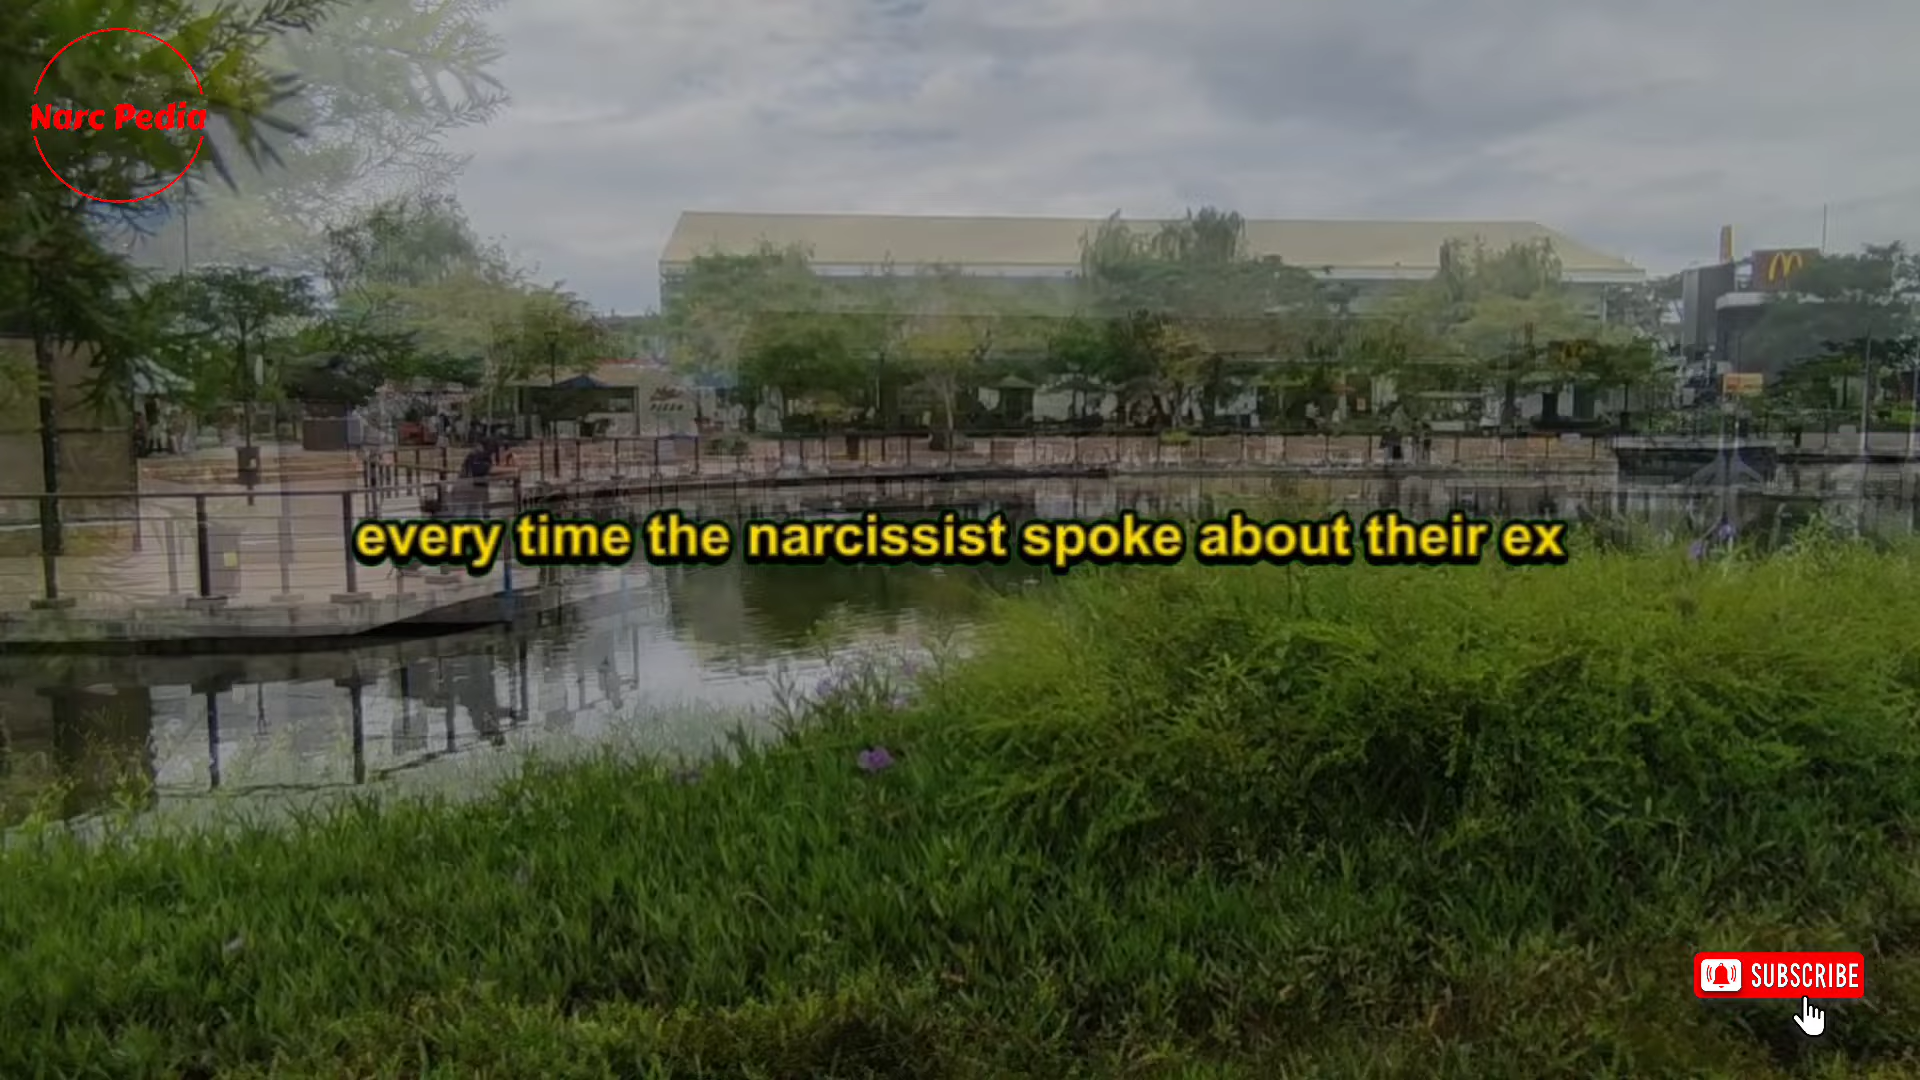 Narc Pedia
every time the narcissist spoke about their ex
SUBSCRIBE